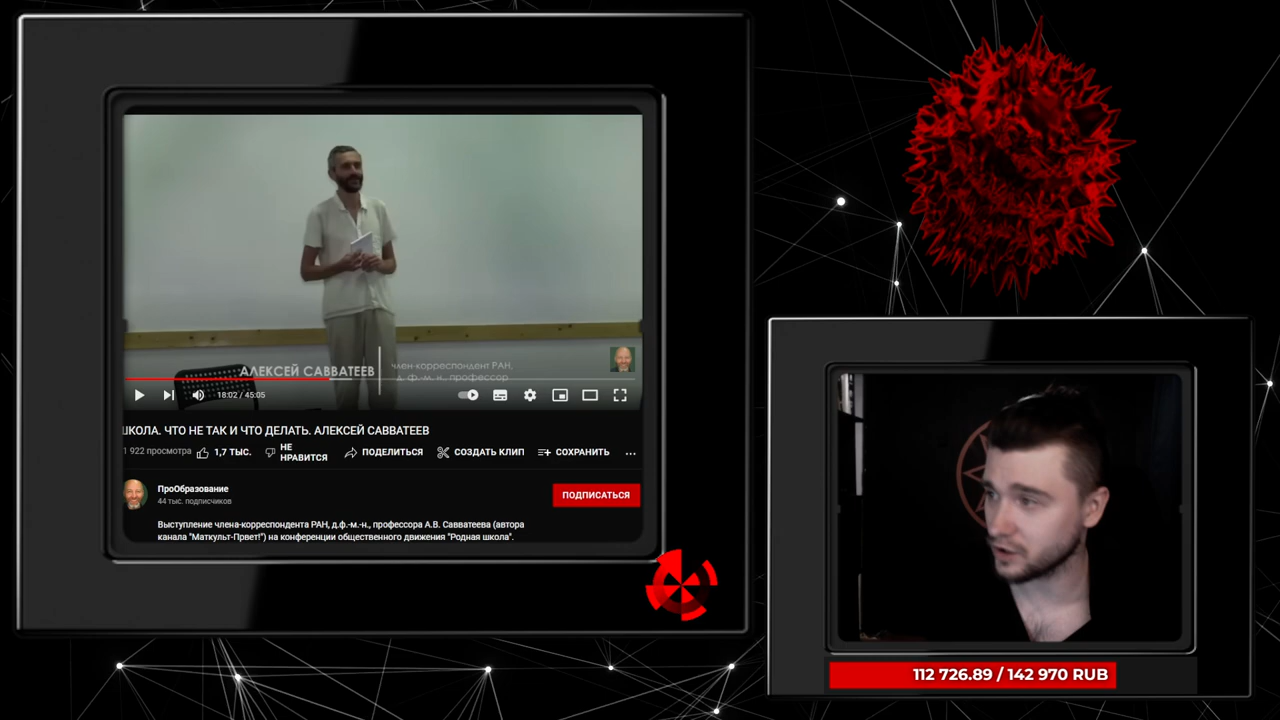 АЛЕКСЕЙ САВВАТЕЕВ
член-корреспондент РАН,
д. ф.-м. н., профессор
18:02 / 45:05
ШКОЛА. ЧТО НЕ ТАК И ЧТО ДЕЛАТЬ. АЛЕКСЕЙ САВВАТЕЕВ
1 922 просмотра
1,7 ТЫС.
НЕ
НРАВИТСЯ
ПОДЕЛИТЬСЯ
СОЗДАТЬ КЛИП
СОХРАНИТЬ
ПроОбразование
44 тыс. подписчиков
ПОДПИСАТЬСЯ
Выступление члена-корреспондента РАН, д.ф.-м.-н., профессора А.В. Савватеева (автора
канала "Маткульт-Првет!") на конференции общественного движения "Родная школа".
112 726.89 / 142 970 RUB